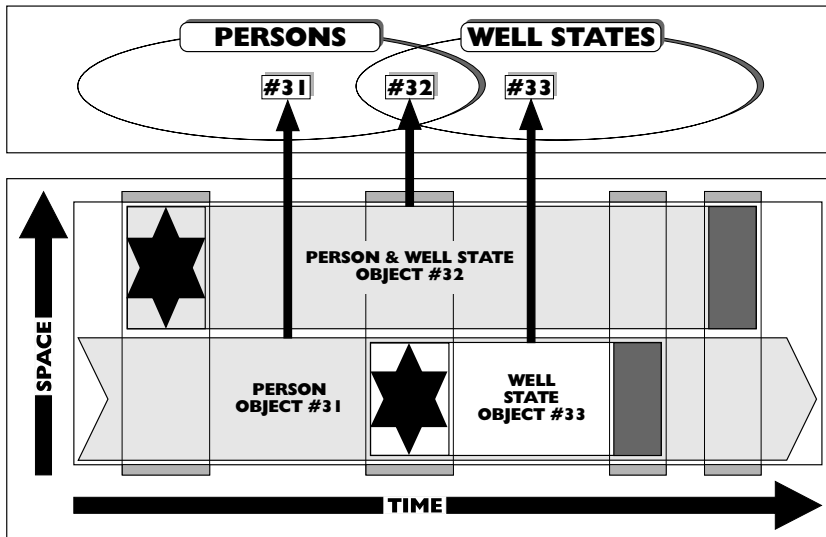 PERSONS
WELL STATES
#31
#32
#33
PERSON & WELL STATE
OBJECT #32
PERSON
OBJECT #31
WELL
STATE
OBJECT #33
SPACE
TIME